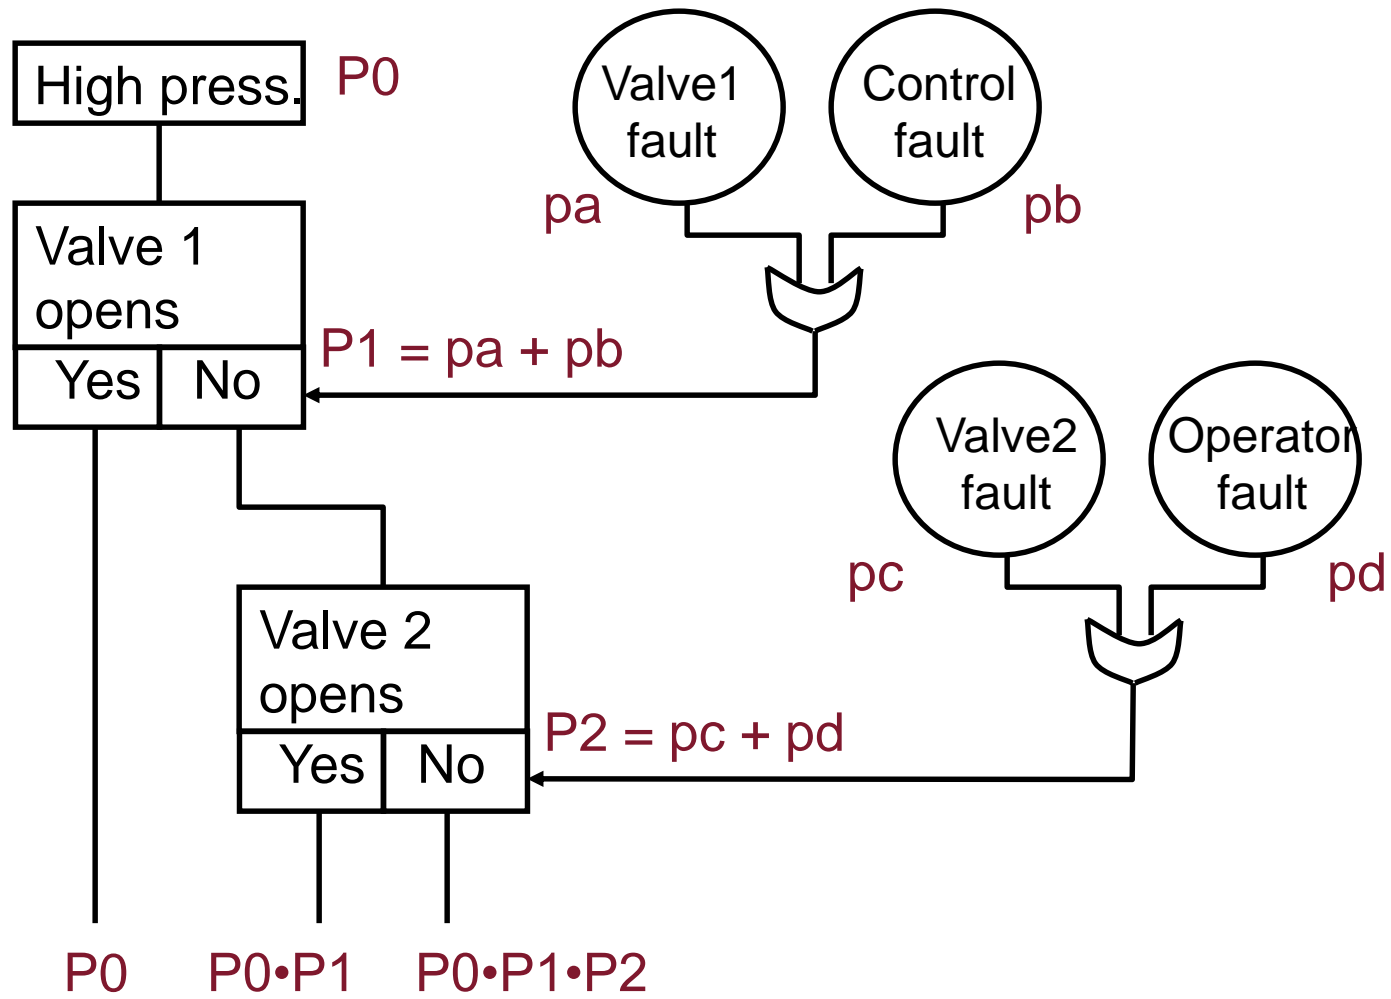 High press.
P0
Valve1
fault
Control
fault
pa
pb
Valve 1
opens
Yes
No
P1 = pa + pb
Valve2
fault
Operator
fault
pc
pd
Valve 2
opens
Yes
No
P2 = pc + pd
P0
P0•P1
P0•P1•P2